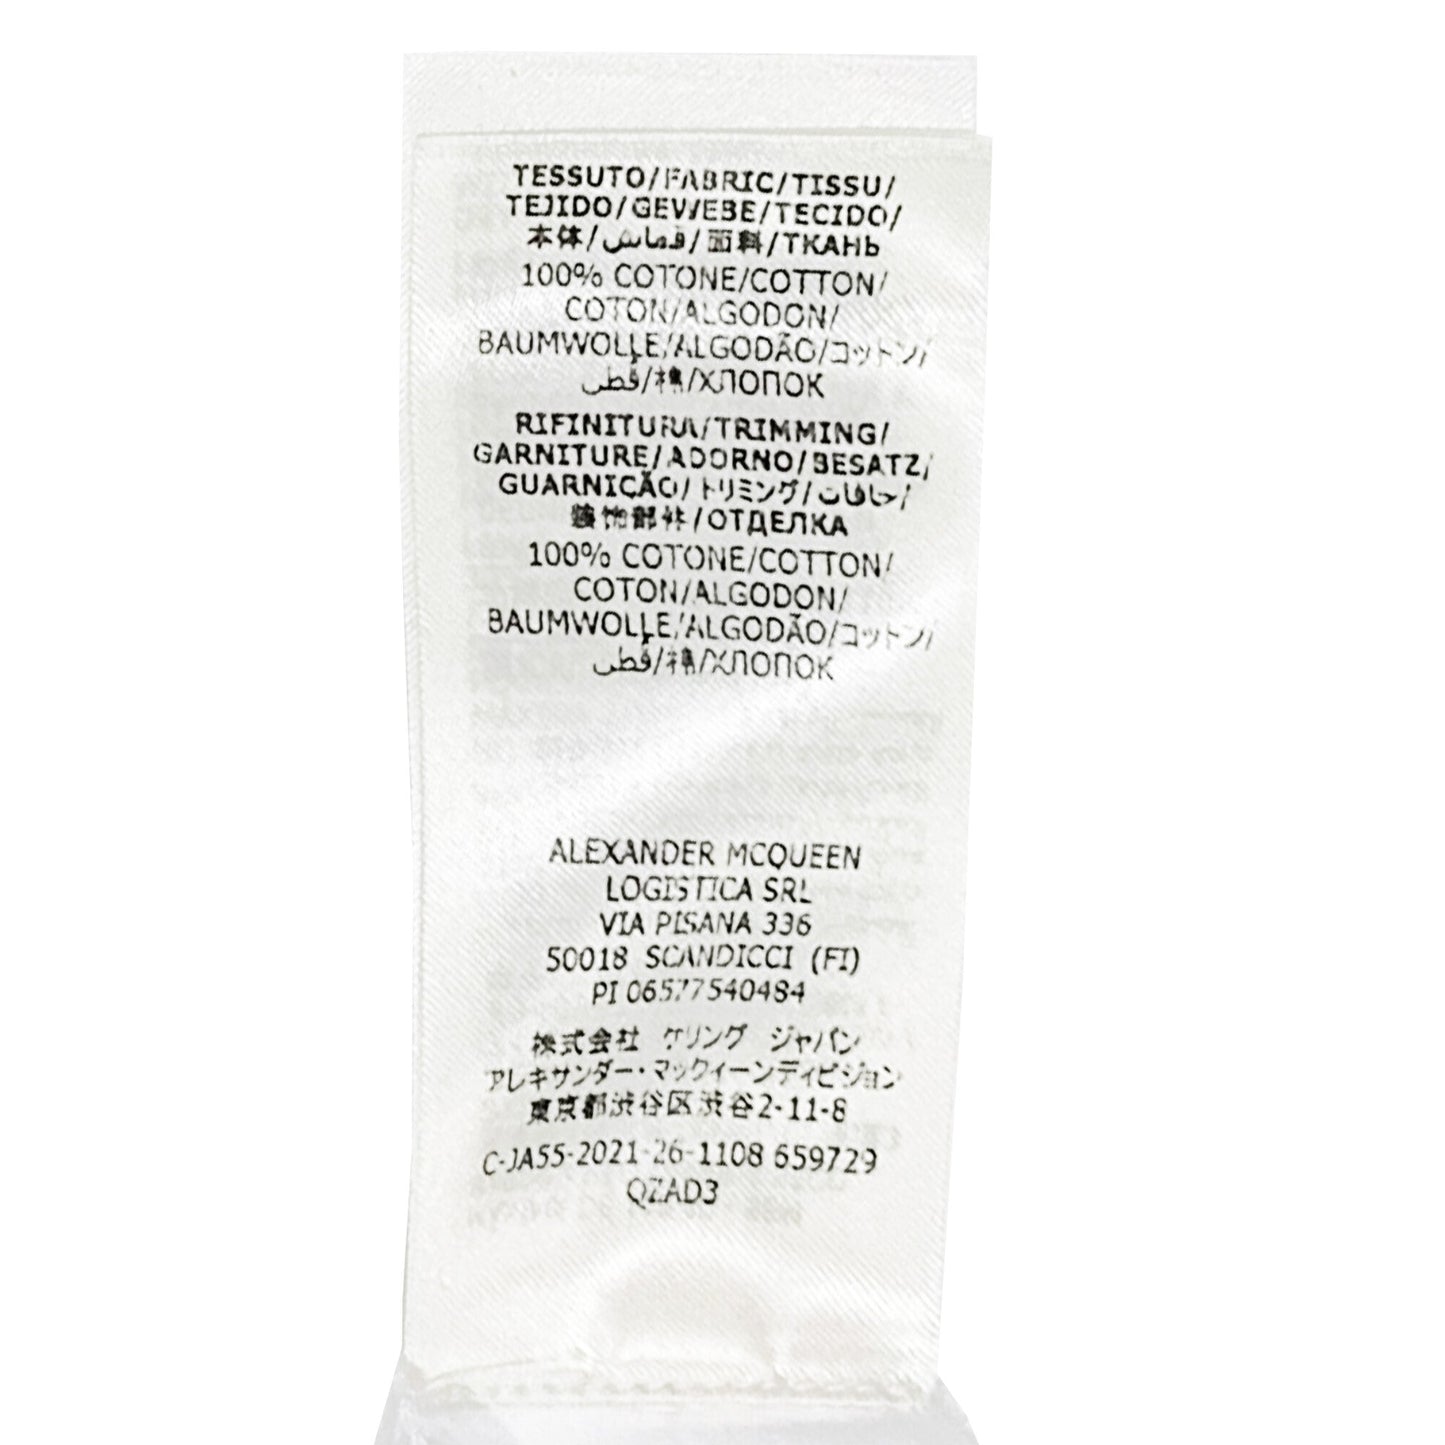 TESSUTO/FABRIC/TISSU/
TEJIDO/GEWEBE/TECIDO/
本体/قماش/面料/ТКАНЬ
100% COTONE/COTTON/
COTON/ALGODON/
BAUMWOLLE/ALGODÃO/コットン/
قطن/棉/ХЛОПОК
RIFINITURA/TRIMMING/
GARNITURE/ADORNO/BESATZ/
GUARNIÇÃO/トリミング/حافات/
装饰部件/ОТДЕЛКА
100% COTONE/COTTON/
COTON/ALGODON/
BAUMWOLLE/ALGODÃO/コットン/
قطن/棉/ХЛОПОК
ALEXANDER MCQUEEN
LOGISTICA SRL
VIA PISANA 336
50018 SCANDICCI (FI)
PI 06577540484
株式会社 ケリング ジャパン
アレキサンダー・マックィーンディビジョン
東京都渋谷区渋谷2-11-8
C-JA55-2021-26-1108 659729
QZAD3